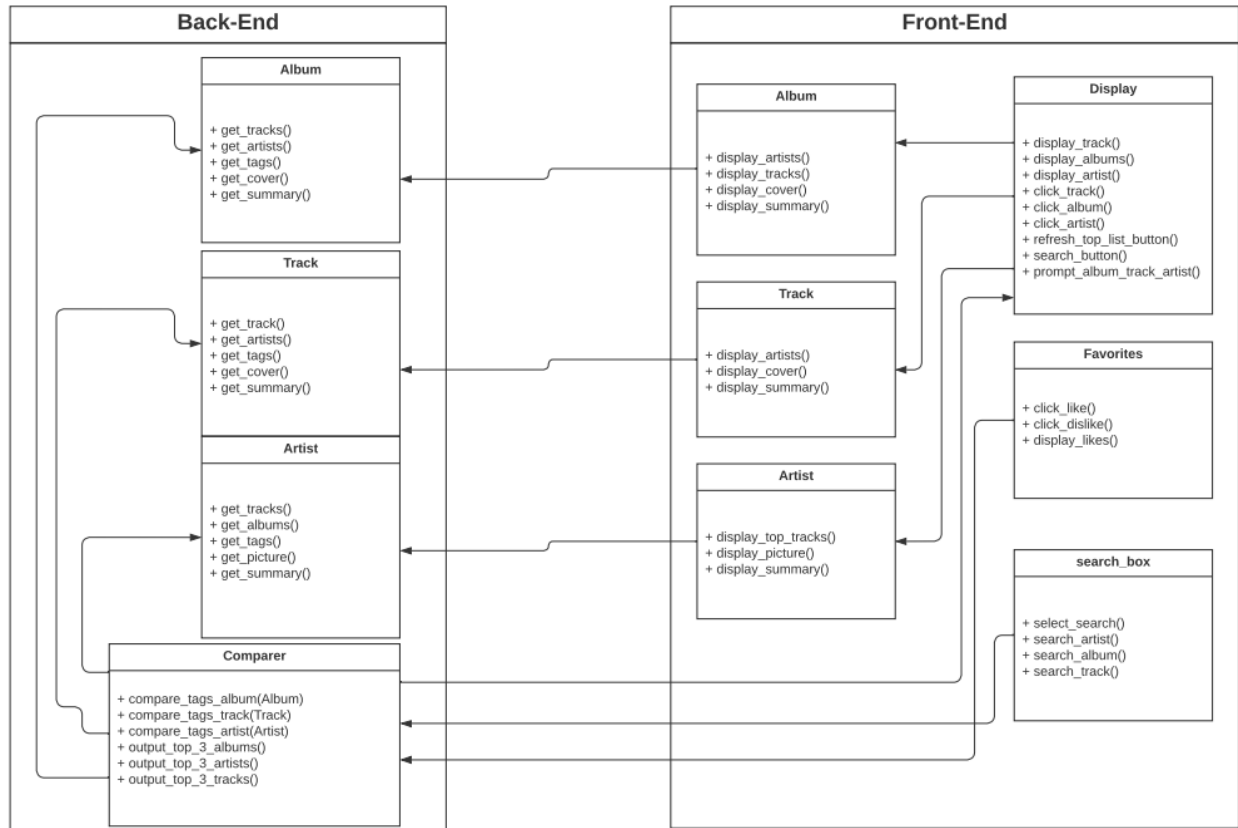 Back-End
Album
+ get_tracks()
+ get_artists()
+ get_tags()
+ get_cover()
+ get_summary()
Track
+ get_track()
+ get_artists()
+ get_tags()
+ get_cover()
+ get_summary()
Artist
+ get_tracks()
+ get_albums()
+ get_tags()
+ get_picture()
+ get_summary()
Comparer
+ compare_tags_album(Album)
+ compare_tags_track(Track)
+ compare_tags_artist(Artist)
+ output_top_3_albums()
+ output_top_3_artists()
+ output_top_3_tracks()
Front-End
Album
+ display_artists()
+ display_tracks()
+ display_cover()
+ display_summary()
Track
+ display_artists()
+ display_cover()
+ display_summary()
Artist
+ display_top_tracks()
+ display_picture()
+ display_summary()
Display
+ display_track()
+ display_albums()
+ display_artist()
+ click_track()
+ click_album()
+ click_artist()
+ refresh_top_list_button()
+ search_button()
+ prompt_album_track_artist()
Favorites
+ click_like()
+ click_dislike()
+ display_likes()
search_box
+ select_search()
+ search_artist()
+ search_album()
+ search_track()